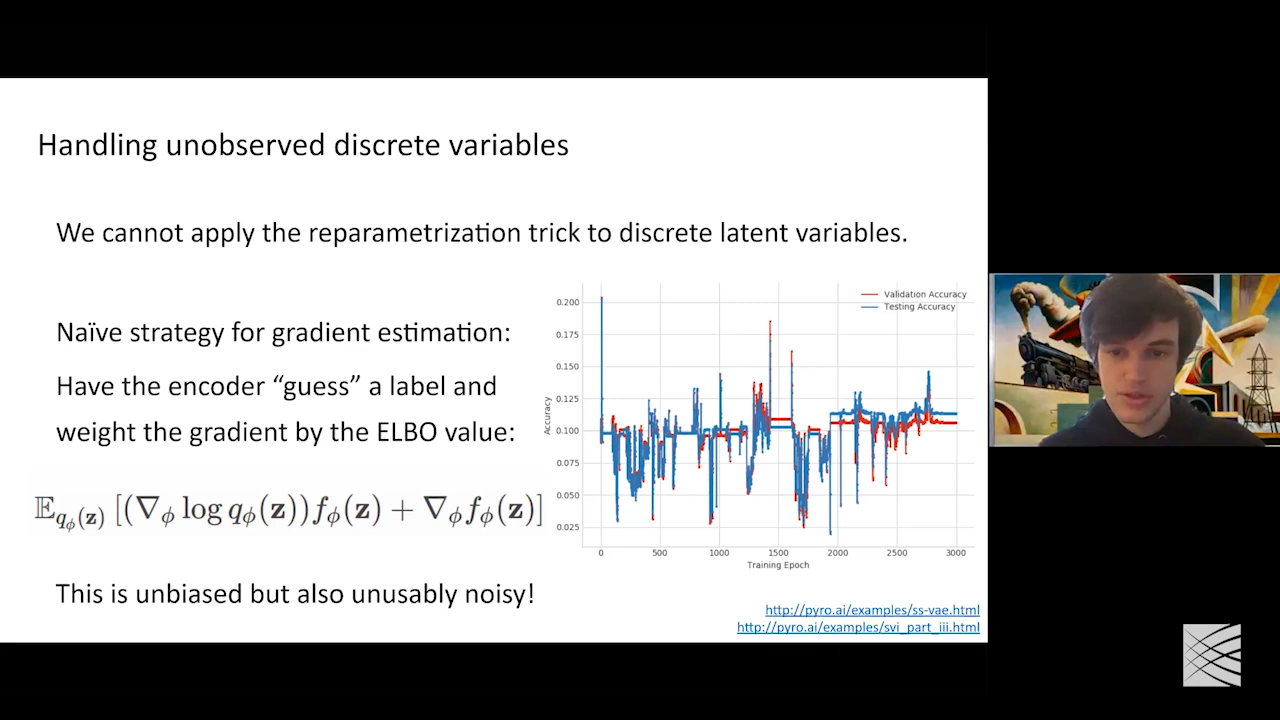 Handling unobserved discrete variables
We cannot apply the reparametrization trick to discrete latent variables.
Naïve strategy for gradient estimation:
Have the encoder “guess” a label and
weight the gradient by the ELBO value:
𝔼_{q_ϕ(𝐳)} [(∇_ϕ log q_ϕ(𝐳))f_ϕ(𝐳) + ∇_ϕ f_ϕ(𝐳)]
This is unbiased but also unusably noisy!
Validation Accuracy
Testing Accuracy
Accuracy
0.200
0.175
0.150
0.125
0.100
0.075
0.050
0.025
0 500 1000 1500 2000 2500 3000
Training Epoch
http://pyro.ai/examples/ss-vae.html
http://pyro.ai/examples/svi_part_iii.html